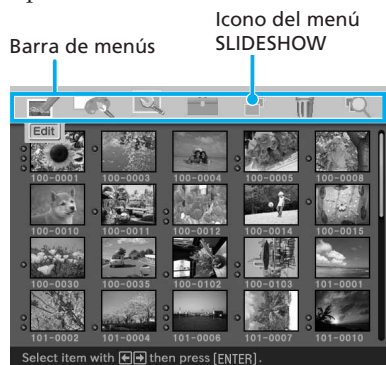 Icono del menú
SLIDESHOW
Barra de menús
Edit
100-0001 100-0003 100-0004 100-0005 100-0008
100-0010 100-0011 100-0012 100-0014 100-0015
100-0030 100-0035 100-0102 100-0103 101-0001
101-0002 101-0004 101-0006 101-0007 101-0010
Select item with ←→ then press [ENTER].